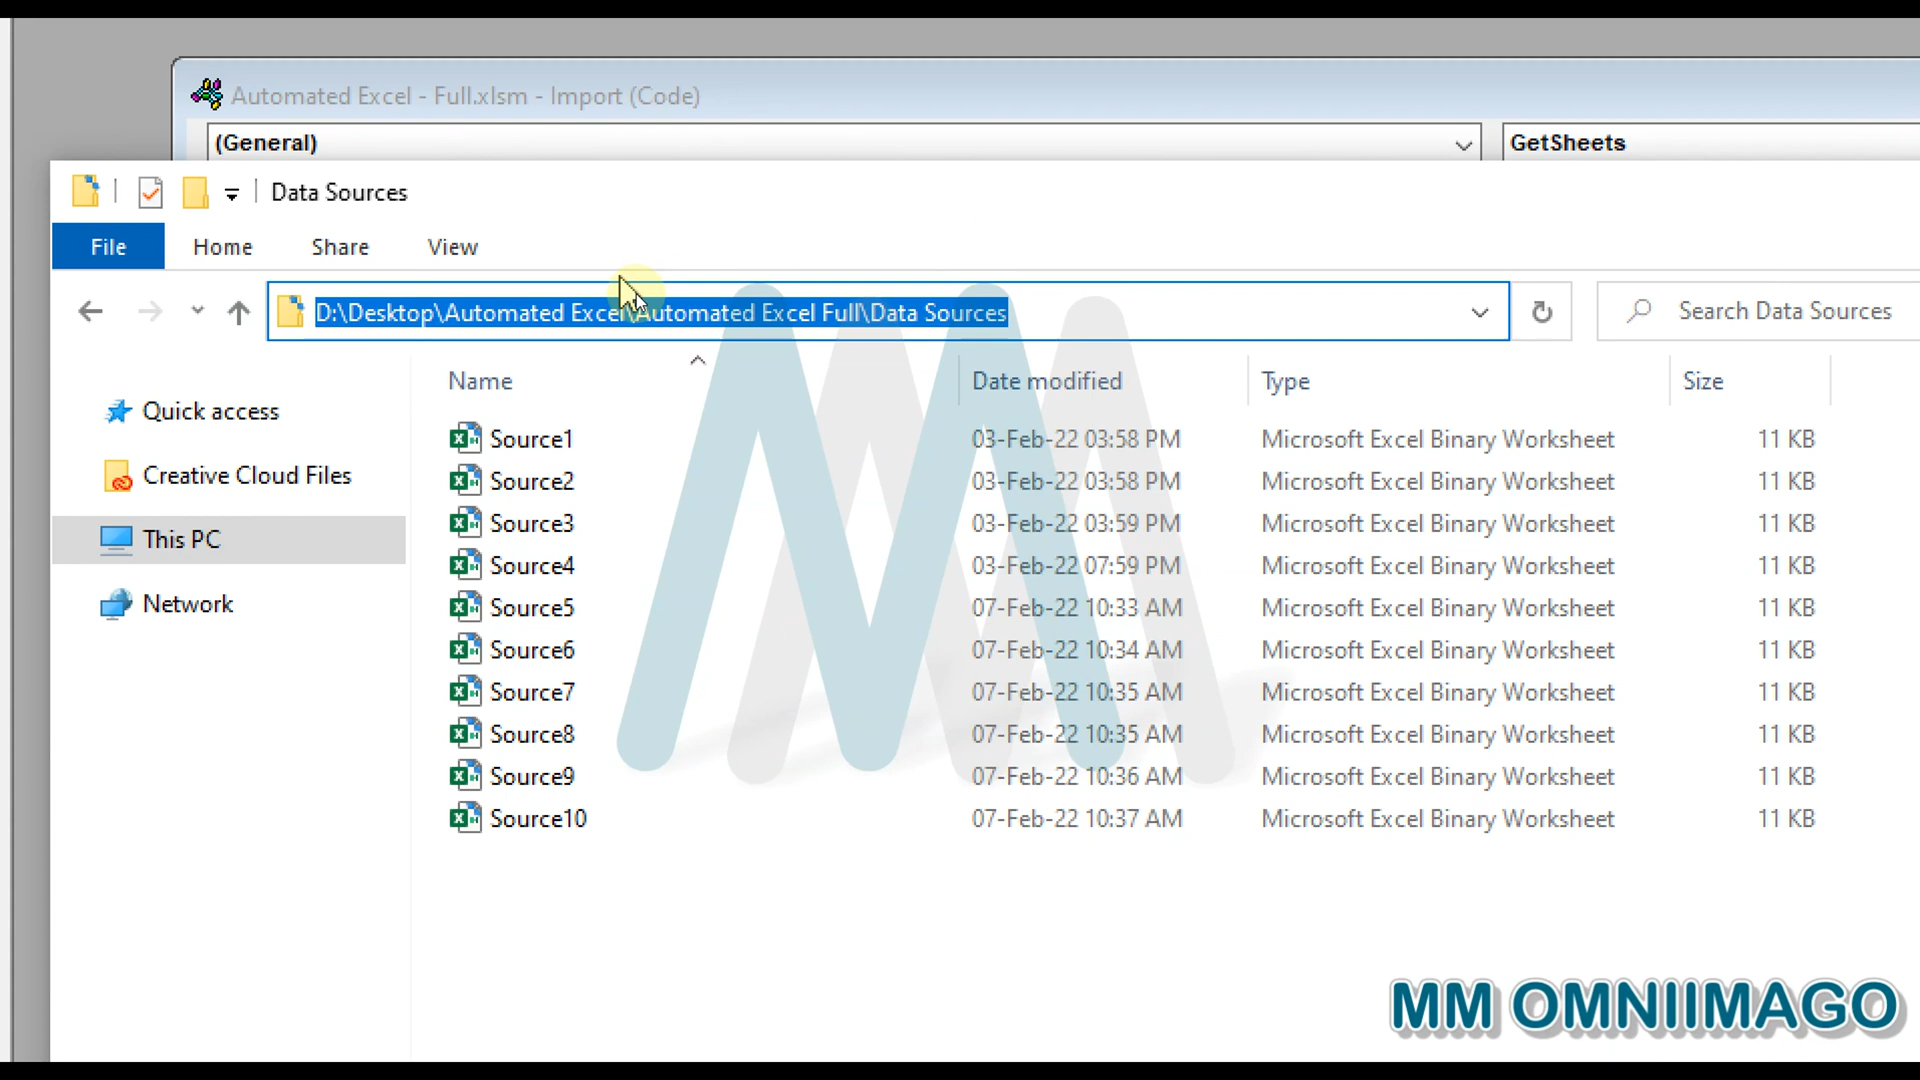 Automated Excel - Full.xlsm - Import (Code)
(General) GetSheets
Data Sources
File Home Share View
D:\Desktop\Automated Excel\Automated Excel Full\Data Sources Search Data Sources
Name Date modified Type Size
Quick access
Creative Cloud Files
This PC
Network
Source1 03-Feb-22 03:58 PM Microsoft Excel Binary Worksheet 11 KB
Source2 03-Feb-22 03:58 PM Microsoft Excel Binary Worksheet 11 KB
Source3 03-Feb-22 03:59 PM Microsoft Excel Binary Worksheet 11 KB
Source4 03-Feb-22 07:59 PM Microsoft Excel Binary Worksheet 11 KB
Source5 07-Feb-22 10:33 AM Microsoft Excel Binary Worksheet 11 KB
Source6 07-Feb-22 10:34 AM Microsoft Excel Binary Worksheet 11 KB
Source7 07-Feb-22 10:35 AM Microsoft Excel Binary Worksheet 11 KB
Source8 07-Feb-22 10:35 AM Microsoft Excel Binary Worksheet 11 KB
Source9 07-Feb-22 10:36 AM Microsoft Excel Binary Worksheet 11 KB
Source10 07-Feb-22 10:37 AM Microsoft Excel Binary Worksheet 11 KB
MM OMNIIMAGO